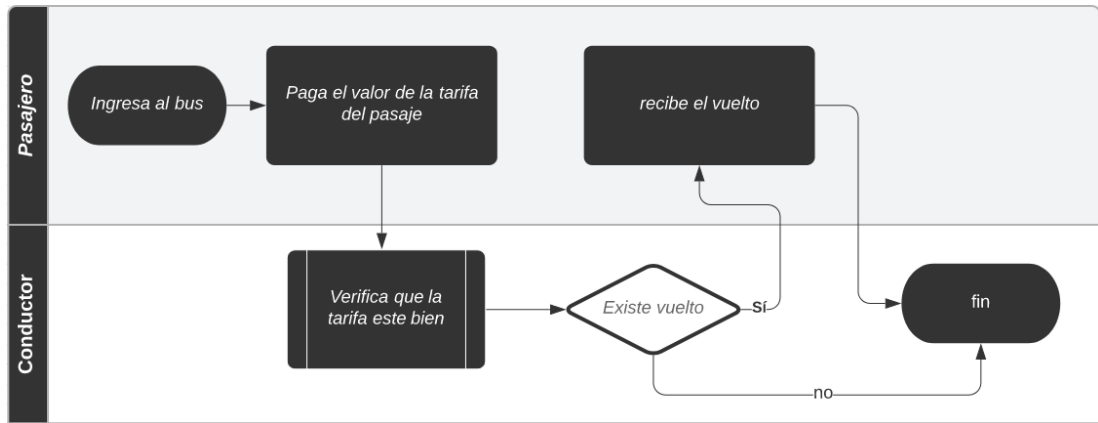 Pasajero
Ingresa al bus
Paga el valor de la tarifa
del pasaje
recibe el vuelto
Conductor
Verifica que la
tarifa este bien
Existe vuelto
Sí
no
fin